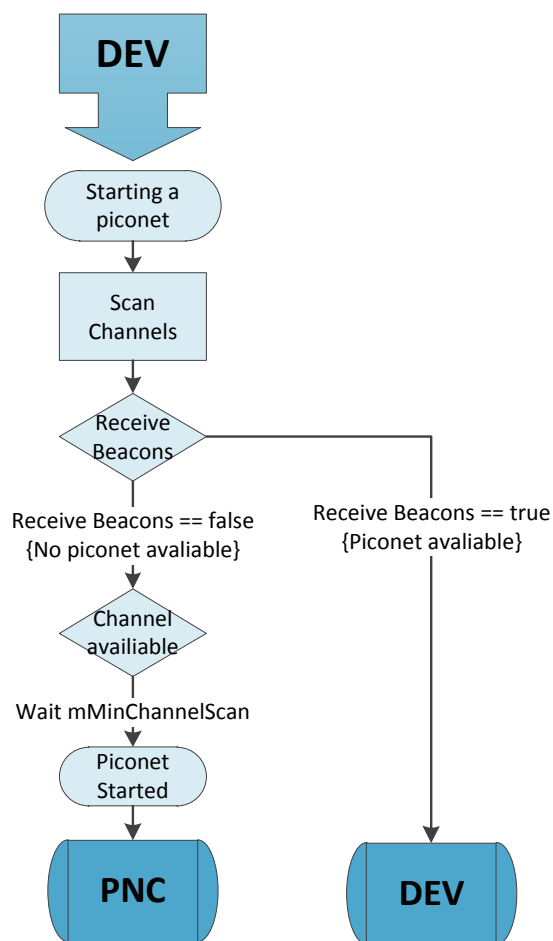 DEV
Starting a
piconet
Scan
Channels
Receive
Beacons
Receive Beacons == false
{No piconet avaliable}
Receive Beacons == true
{Piconet avaliable}
Channel
availiable
Wait mMinChannelScan
Piconet
Started
PNC
DEV